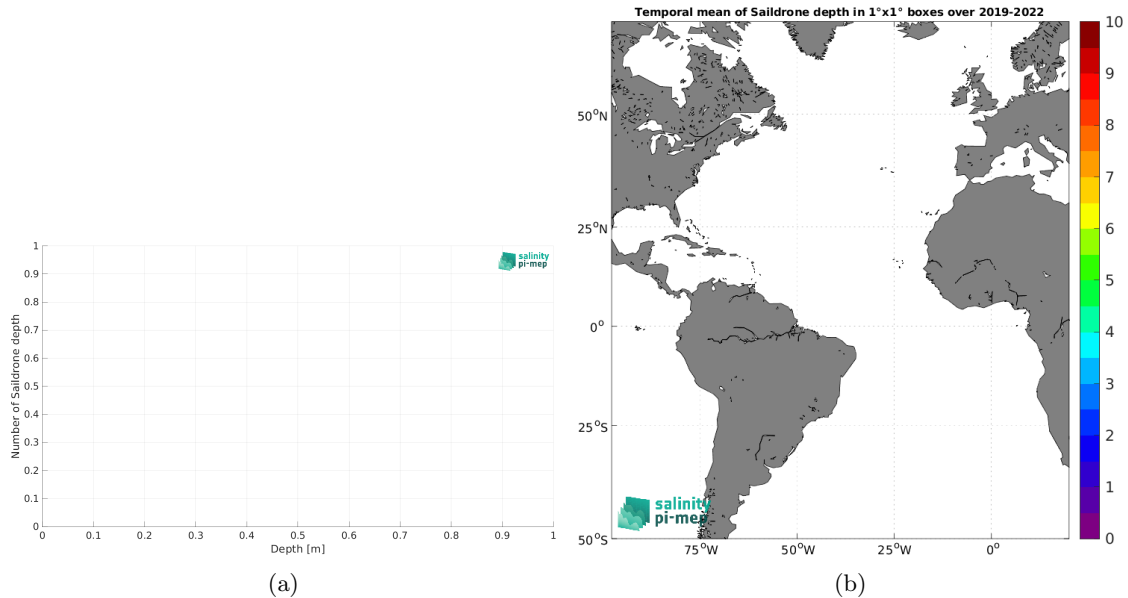 Temporal mean of Saildrone depth in 1°x1° boxes over 2019-2022
1
0.9
0.8
0.7
0.6
0.5
0.4
0.3
0.2
0.1
0
Number of Saildrone depth
0 0.1 0.2 0.3 0.4 0.5 0.6 0.7 0.8 0.9 1
Depth [m]
salinity
pi-mep
(a)
50°N
25°N
0°
25°S
50°S
75°W 50°W 25°W 0°
salinity
pi-mep
10
9
8
7
6
5
4
3
2
1
0
(b)